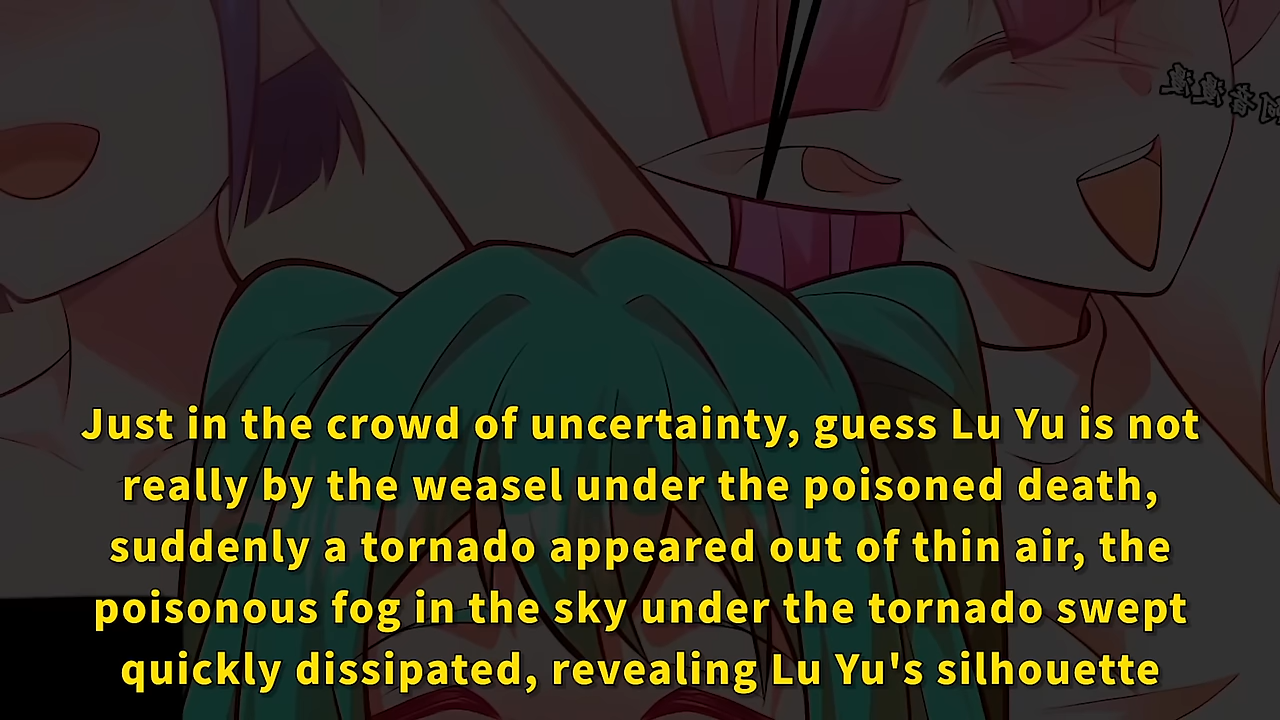 Just in the crowd of uncertainty, guess Lu Yu is not
really by the weasel under the poisoned death,
suddenly a tornado appeared out of thin air, the
poisonous fog in the sky under the tornado swept
quickly dissipated, revealing Lu Yu's silhouette